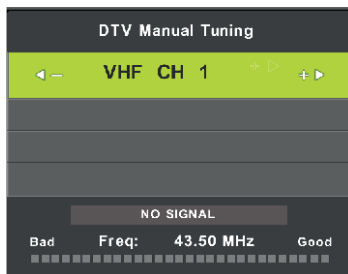 DTV Manual Tuning
− VHF CH 1 +
NO SIGNAL
Bad Freq: 43.50 MHz Good